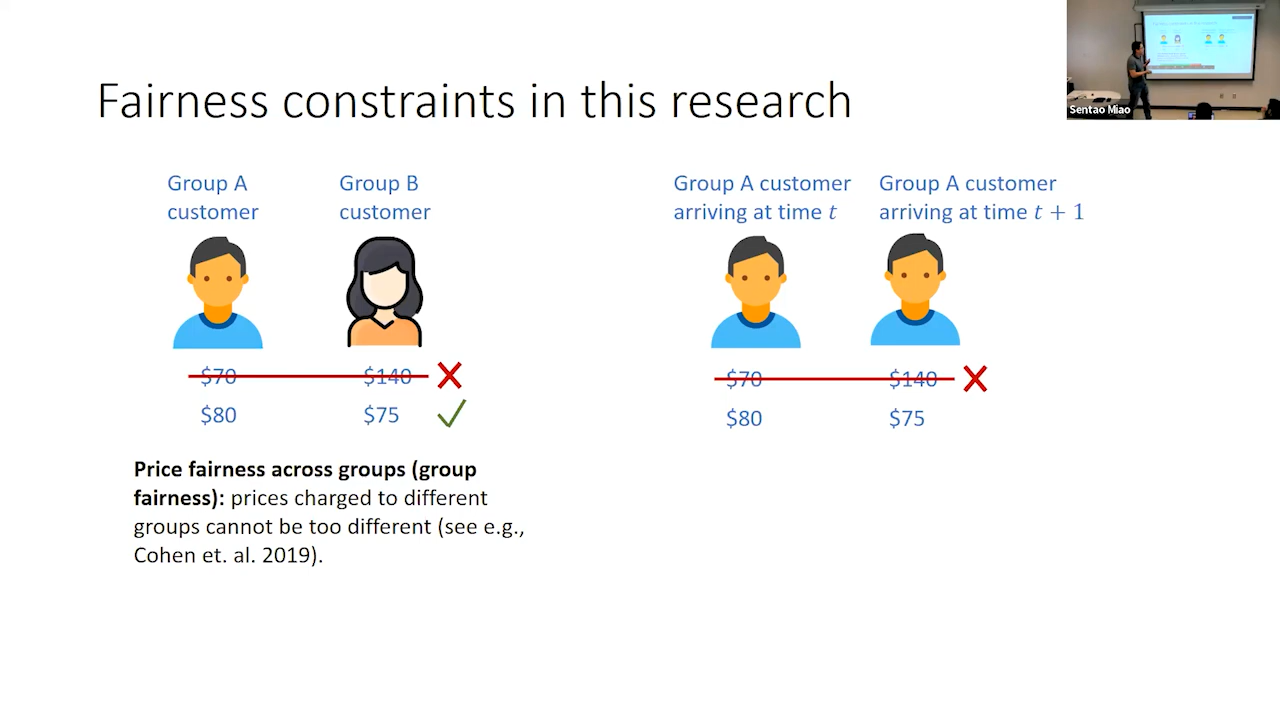 Fairness constraints in this research
Sentao Miao
Group A
customer
Group B
customer
$70
$140
$80
$75
Price fairness across groups (group
fairness): prices charged to different
groups cannot be too different (see e.g.,
Cohen et. al. 2019).
Group A customer
arriving at time t
Group A customer
arriving at time t + 1
$70
$140
$80
$75